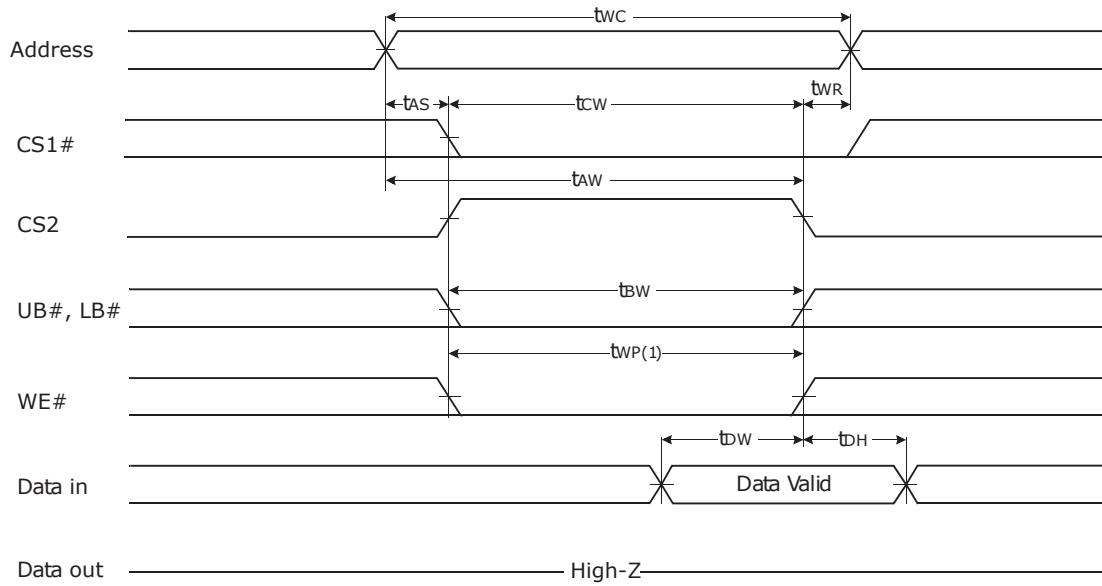 tWC
Address
tAS
tCW
tWR
CS1#
tAW
CS2
tBW
UB#, LB#
tWP(1)
WE#
tDW
tDH
Data in
Data Valid
Data out
High-Z